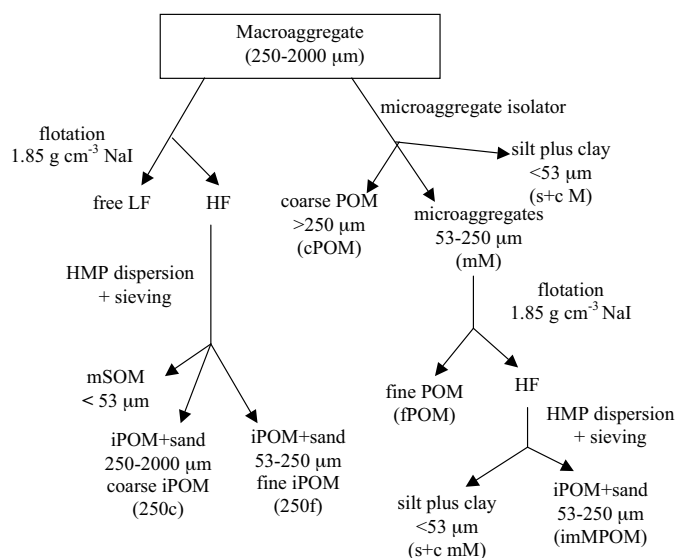 Macroaggregate
(250-2000 μm)
microaggregate isolator
flotation
1.85 g cm⁻³ NaI
free LF
HF
silt plus clay
<53 μm
(s+c M)
coarse POM
>250 μm
(cPOM)
microaggregates
53-250 μm
(mM)
HMP dispersion
+ sieving
flotation
1.85 g cm⁻³ NaI
mSOM
< 53 μm
iPOM+sand
250-2000 μm
coarse iPOM
(250c)
iPOM+sand
53-250 μm
fine iPOM
(250f)
fine POM
(fPOM)
HF
HMP dispersion
+ sieving
silt plus clay
<53 μm
(s+c mM)
iPOM+sand
53-250 μm
(imMPOM)